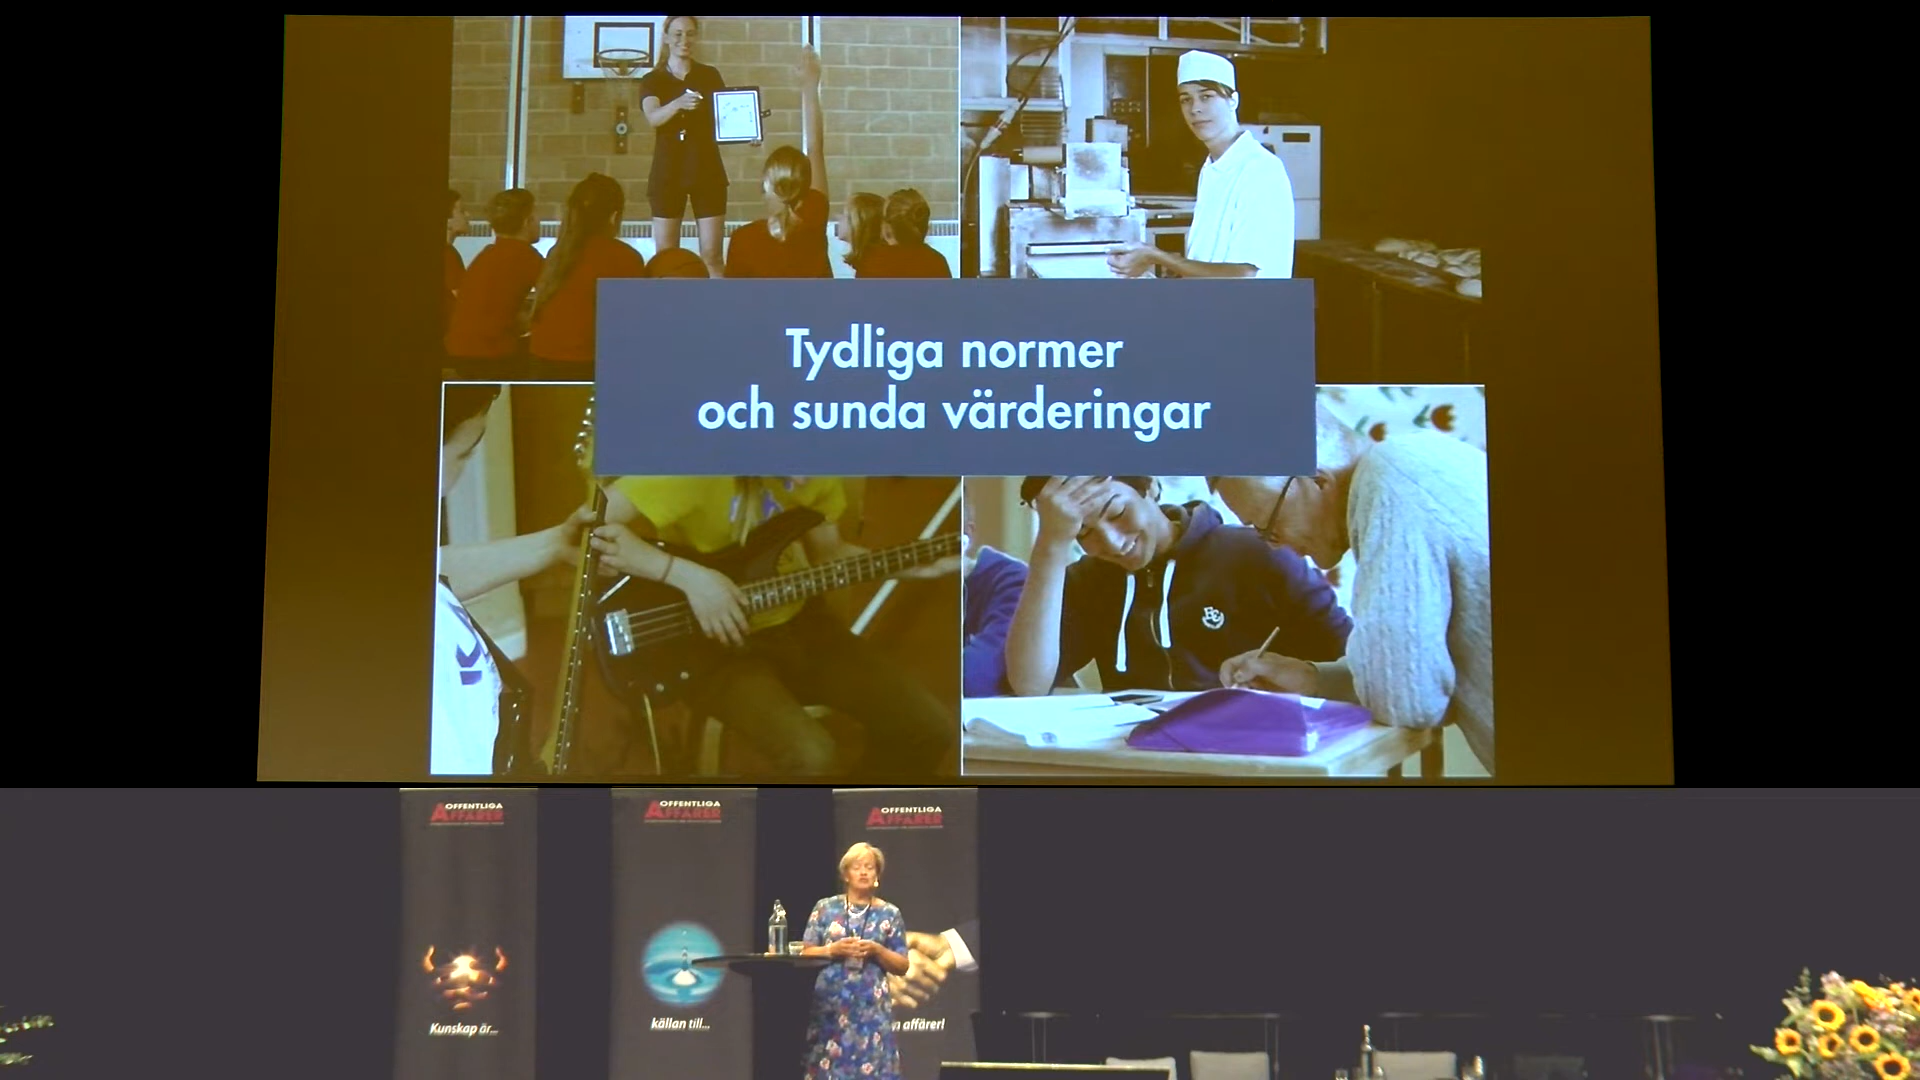 Tydliga normer
och sunda värderingar
OFFENTLIGA
AFFÄRER
OFFENTLIGA
AFFÄRER
OFFENTLIGA
AFFÄRER
Kunskap är...
källan till...
affärer!